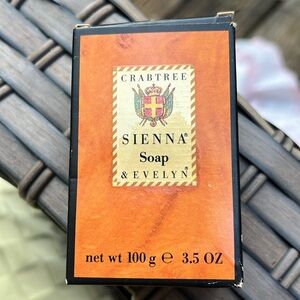 CRABTREE
SIENNA®
Soap
& EVELYN
net wt 100 g ℮ 3.5 OZ